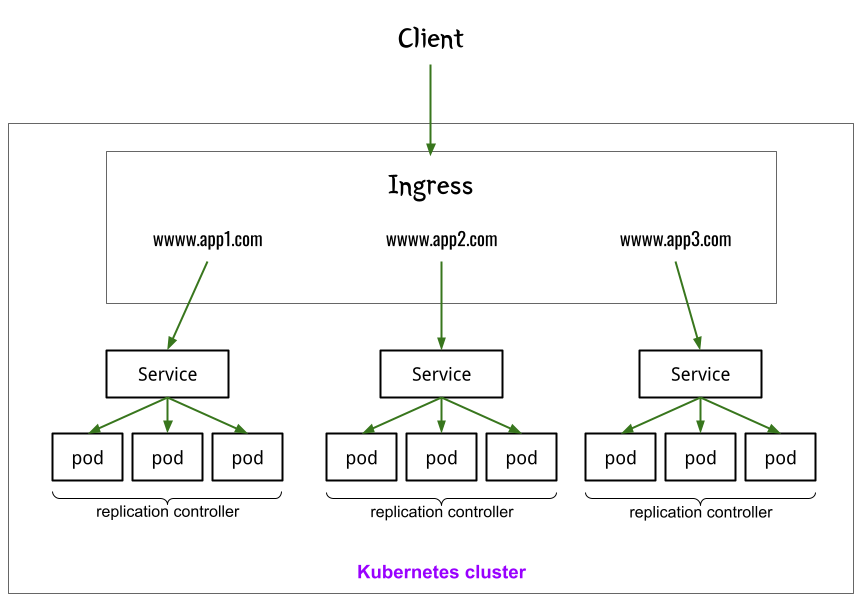 Client
Ingress
wwww.app1.com
wwww.app2.com
wwww.app3.com
Service
Service
Service
pod
pod
pod
pod
pod
pod
pod
pod
pod
replication controller
replication controller
replication controller
Kubernetes cluster